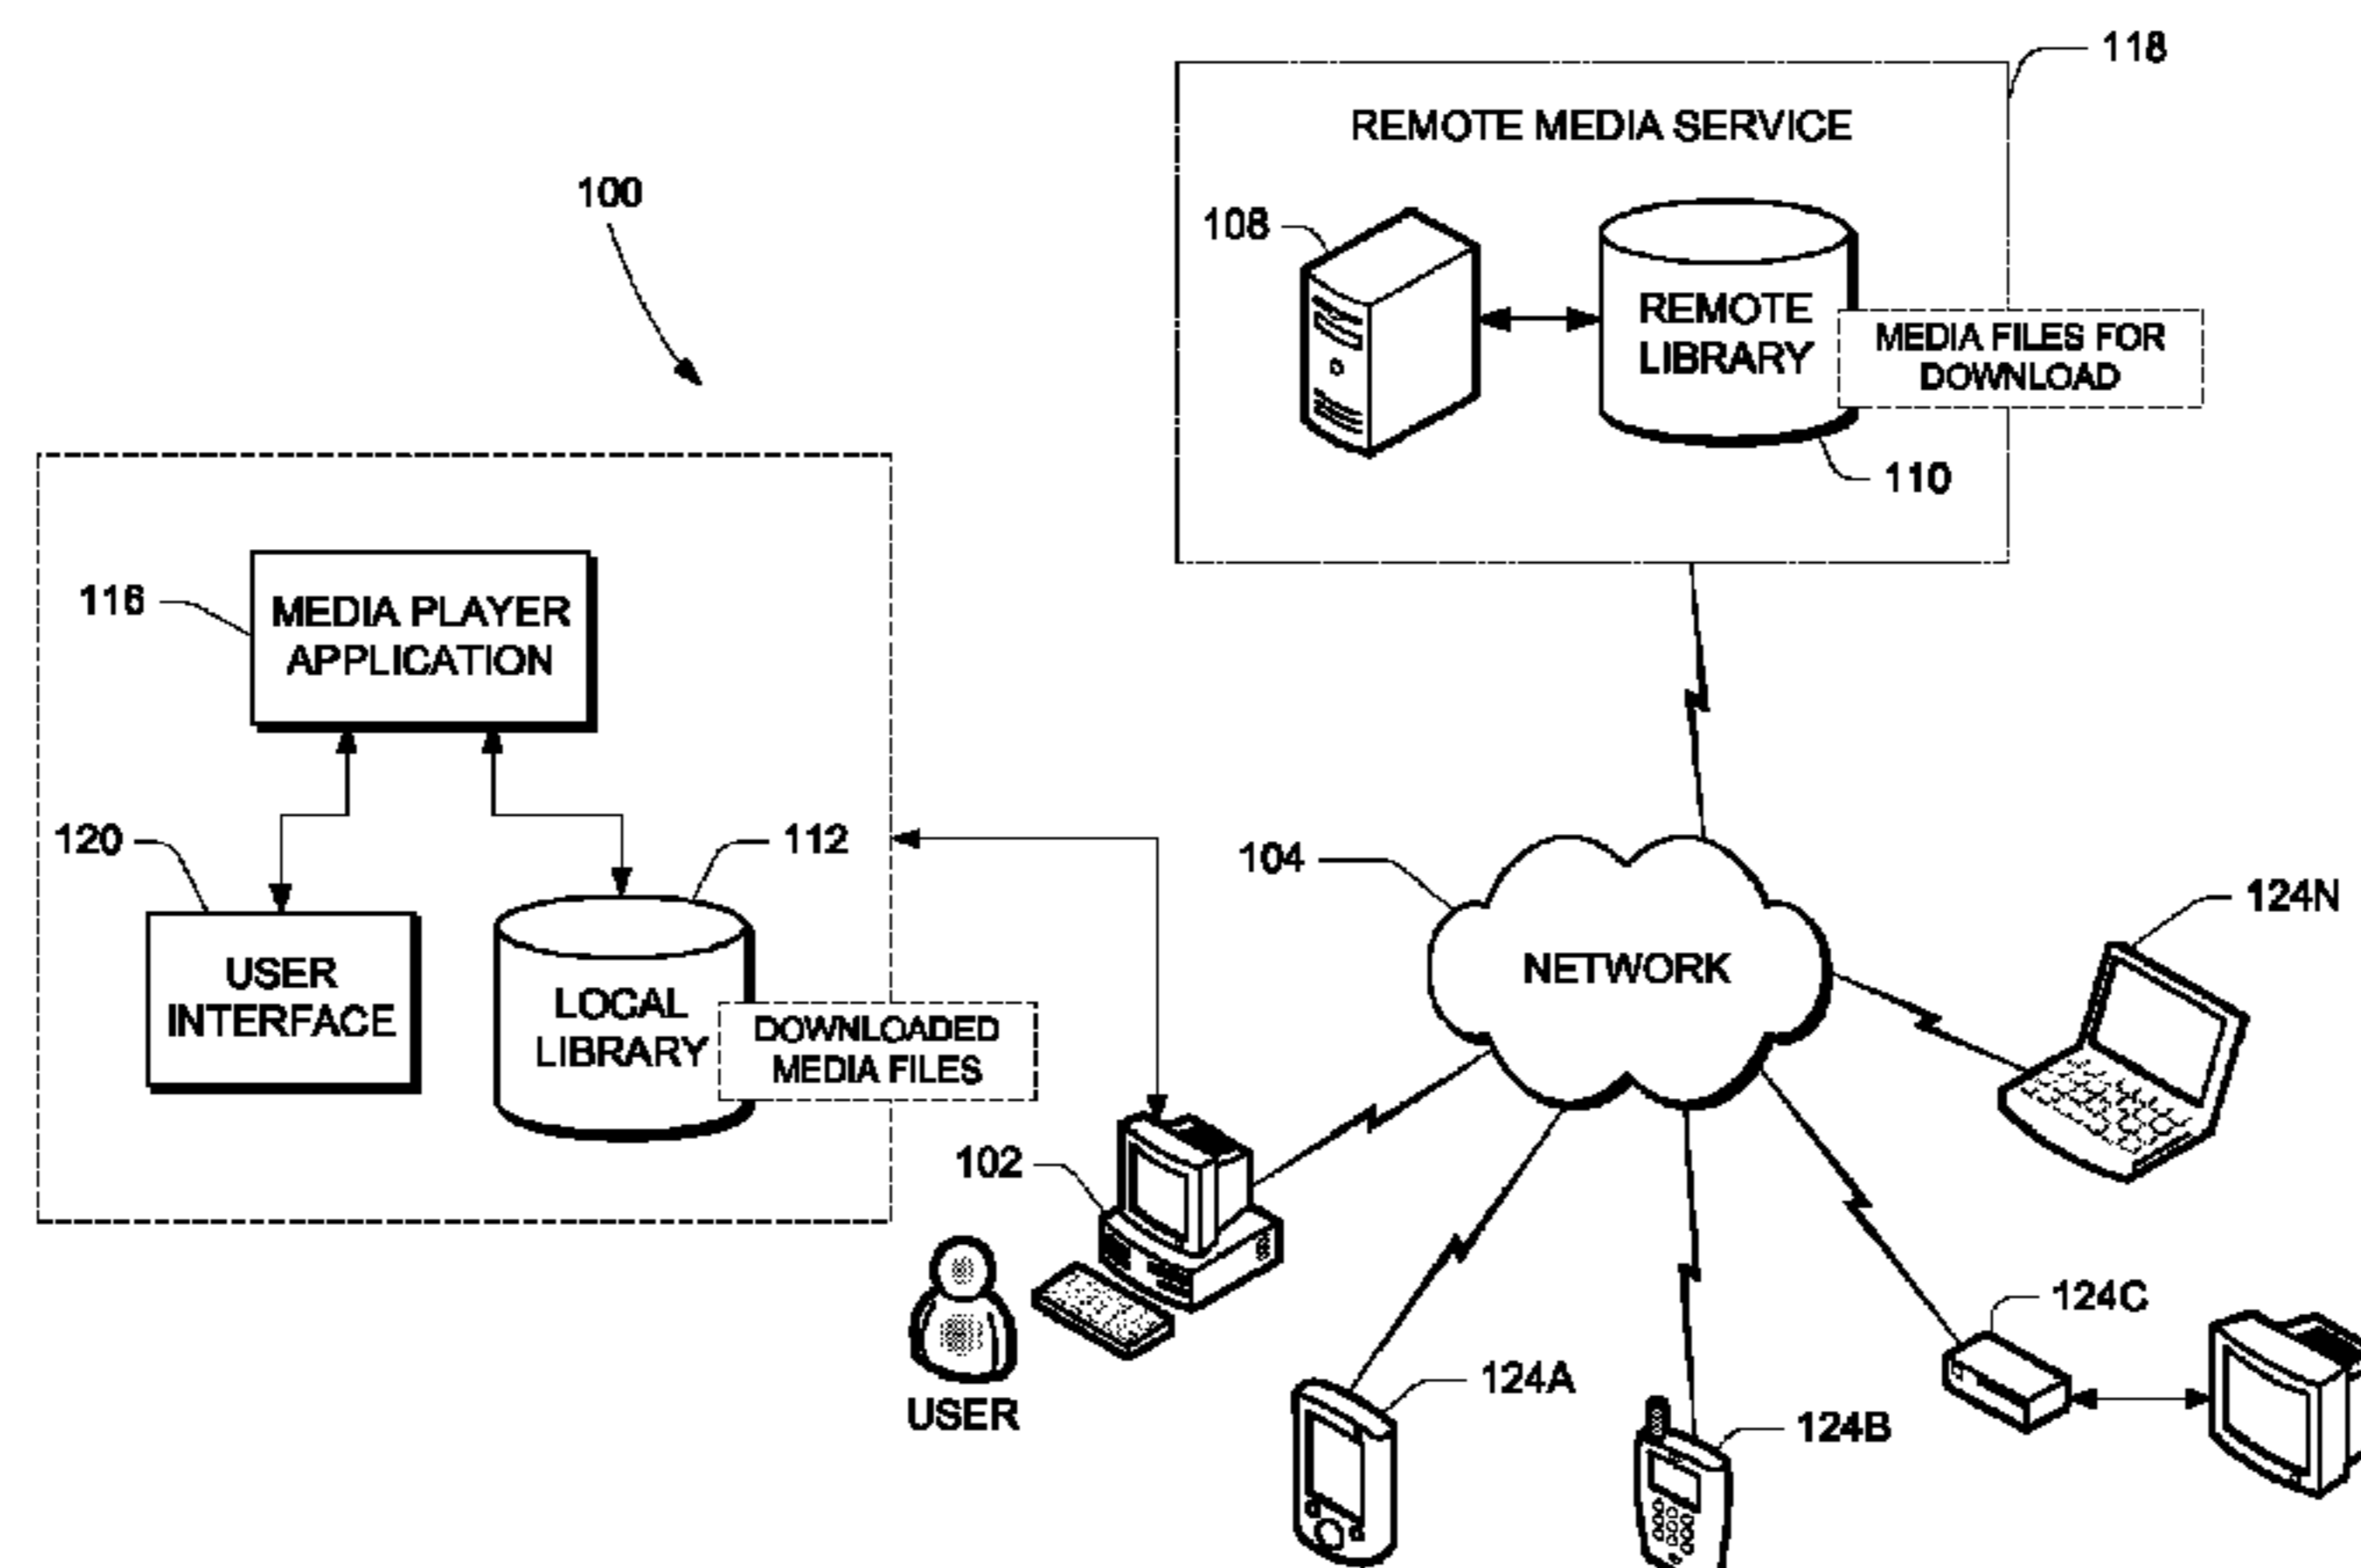 118
REMOTE MEDIA SERVICE
100
108
REMOTE
LIBRARY
MEDIA FILES FOR
DOWNLOAD
110
116
MEDIA PLAYER
APPLICATION
120
112
104
124N
USER
INTERFACE
LOCAL
LIBRARY
DOWNLOADED
MEDIA FILES
NETWORK
102
124C
USER
124A
124B